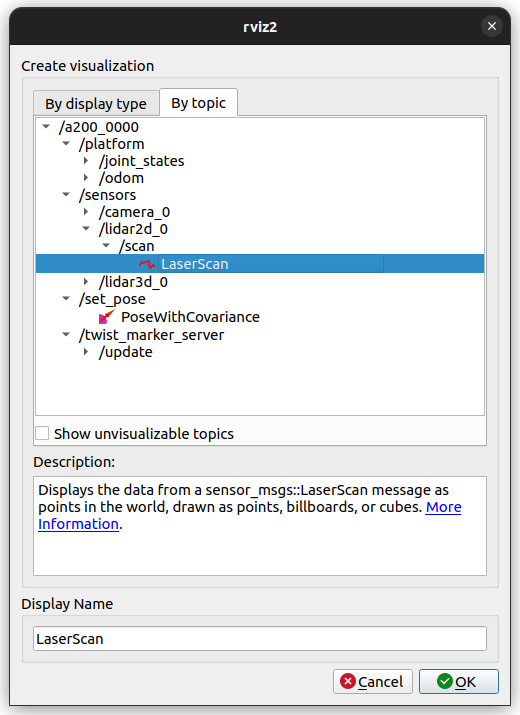 rviz2
Create visualization
By display type
By topic
/a200_0000
/platform
/joint_states
/odom
/sensors
/camera_0
/lidar2d_0
/scan
LaserScan
/lidar3d_0
/set_pose
PoseWithCovariance
/twist_marker_server
/update
Show unvisualizable topics
Description:
Displays the data from a sensor_msgs::LaserScan message as
points in the world, drawn as points, billboards, or cubes. More
Information.
Display Name
LaserScan
Cancel
OK